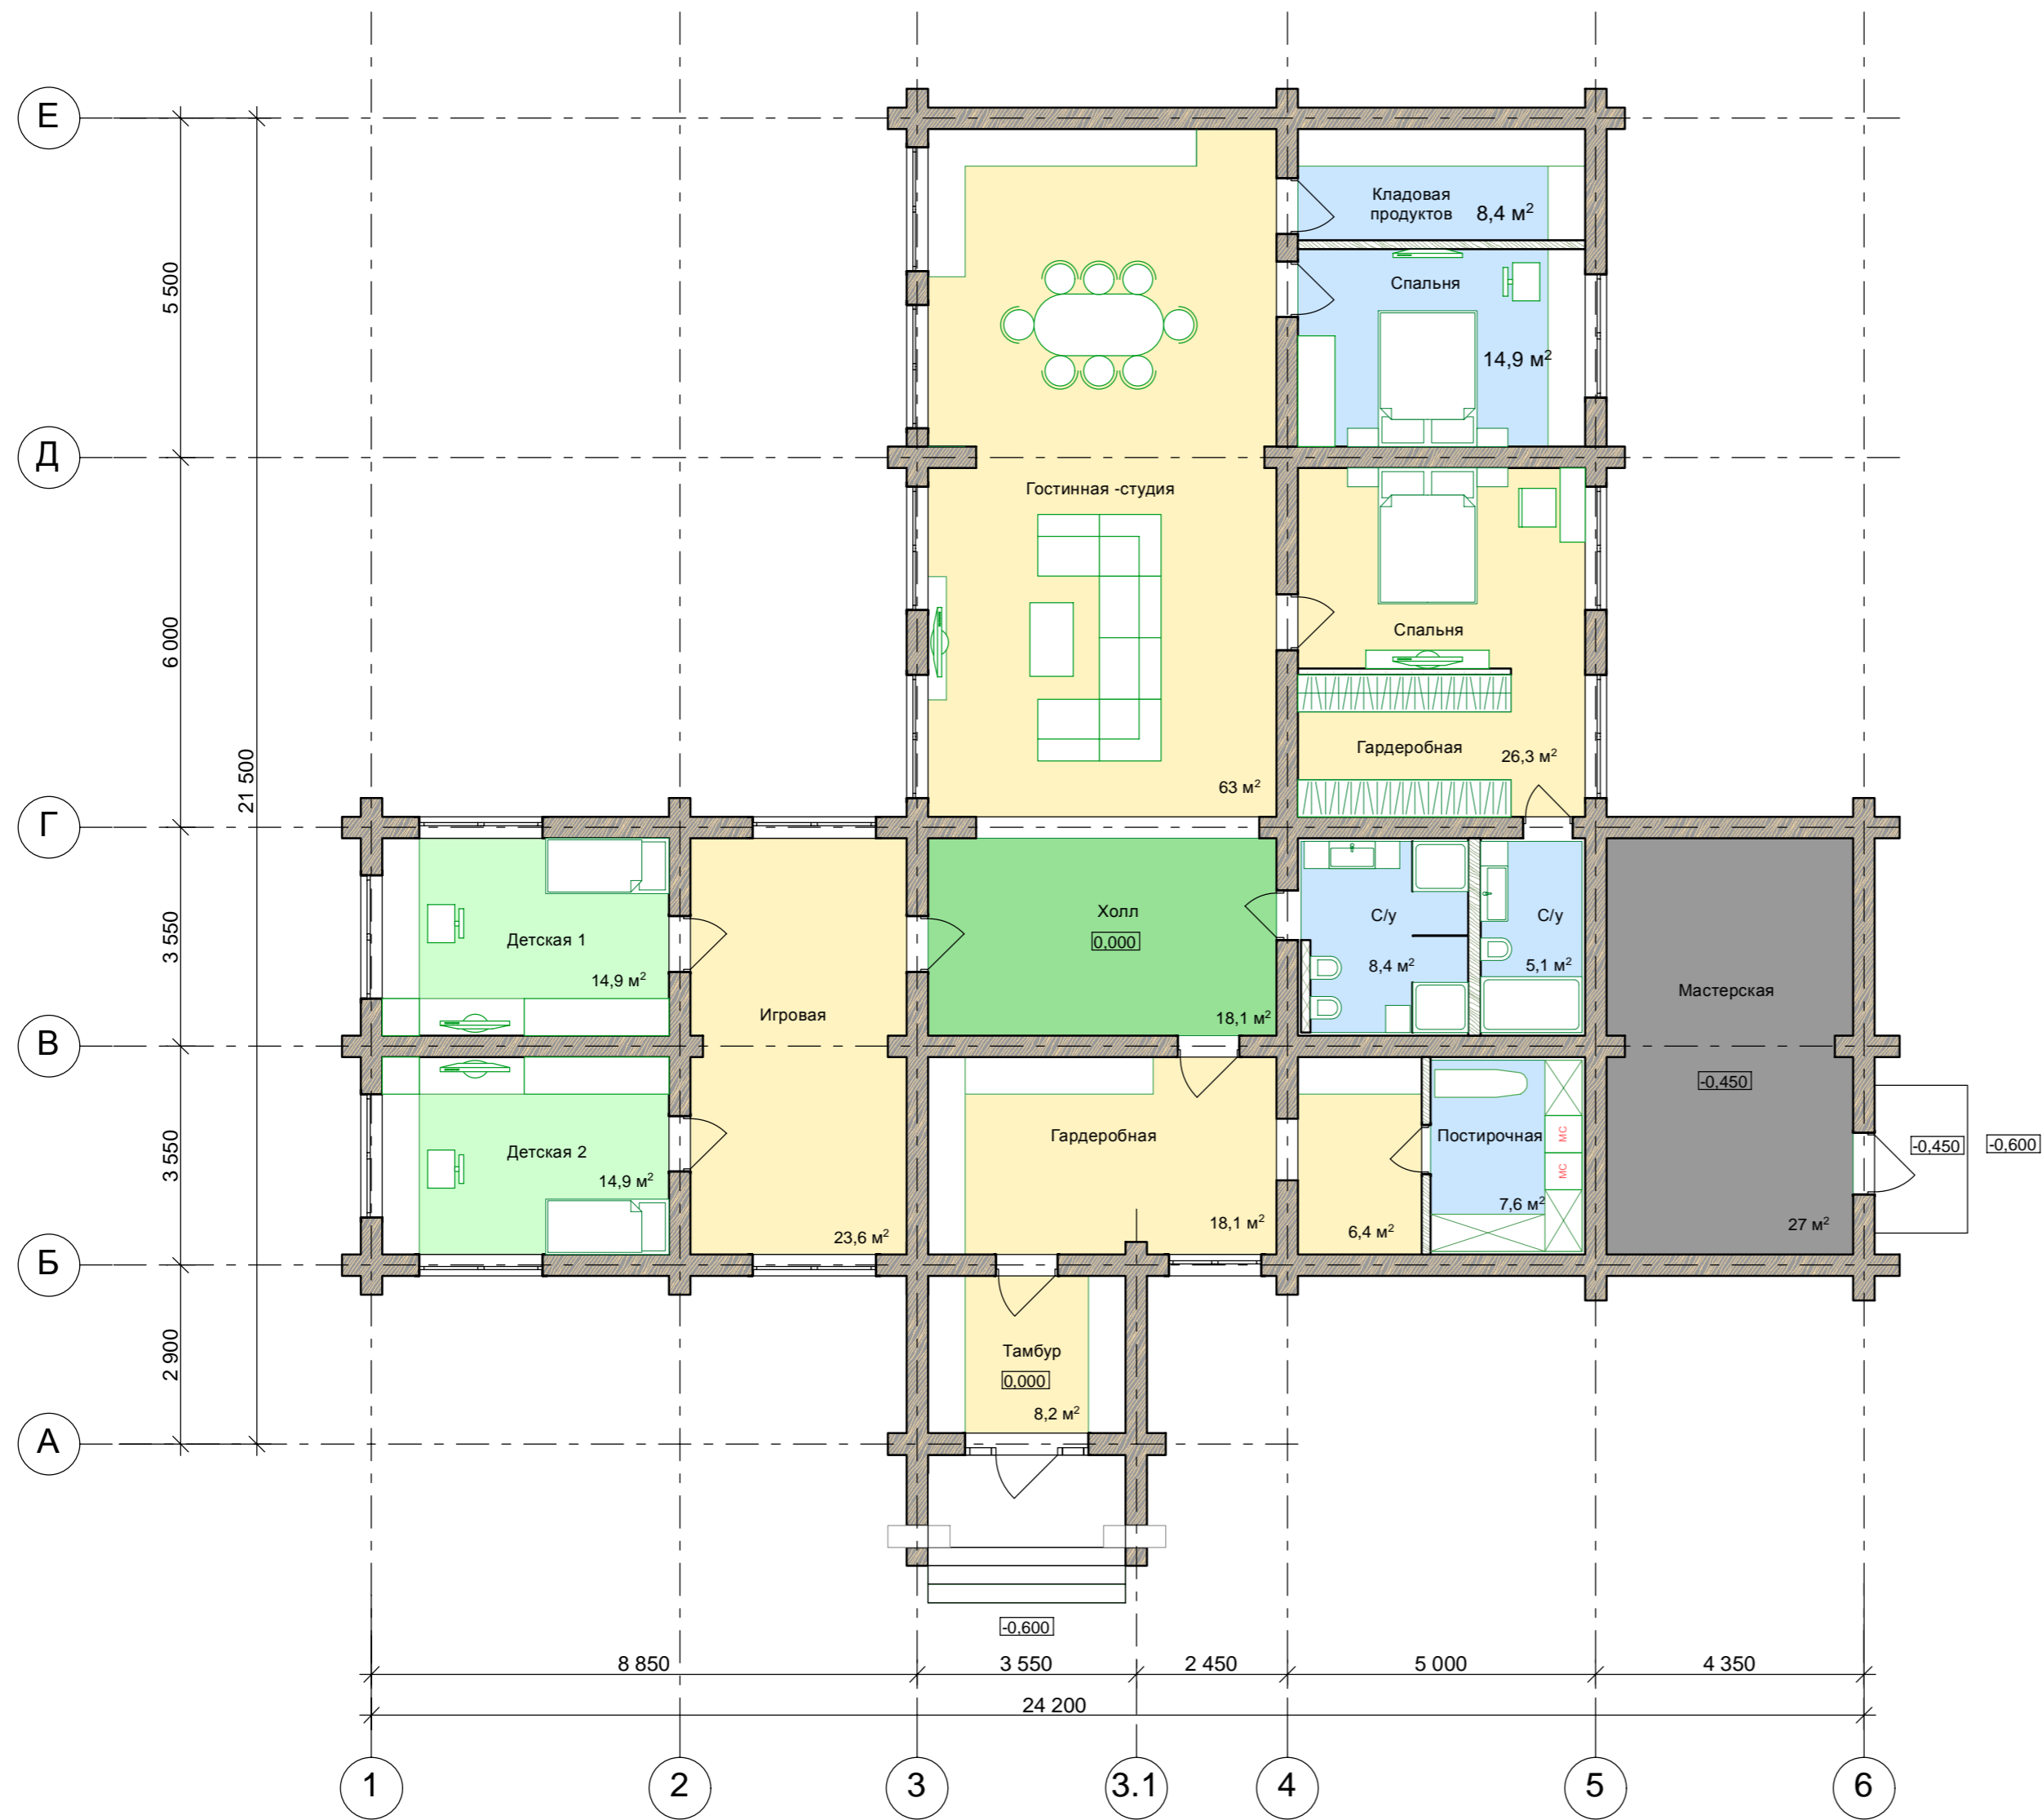 Е
Кладовая
продуктов 8,4 м²
5 500
Спальня
14,9 м²
Д
Гостинная -студия
6 000
21 500
Спальня
Гардеробная
26,3 м²
63 м²
Г
3 550
Детская 1
14,9 м²
Игровая
Холл
0,000
18,1 м²
С/у
8,4 м²
С/у
5,1 м²
Мастерская
-0,450
В
3 550
Детская 2
14,9 м²
23,6 м²
Гардеробная
18,1 м²
6,4 м²
Постирочная
МС
МС
7,6 м²
27 м²
-0,450
-0,600
Б
2 900
Тамбур
0,000
8,2 м²
А
-0,600
8 850
3 550
2 450
5 000
4 350
24 200
1
2
3
3.1
4
5
6